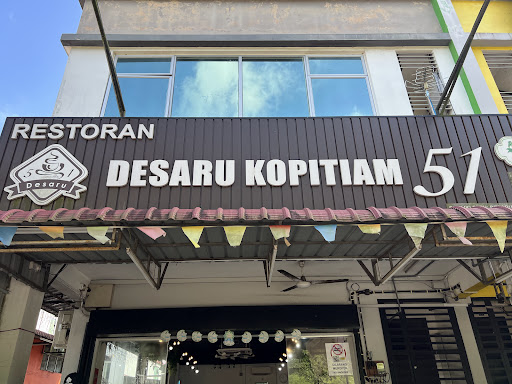 RESTORAN
DESARU KOPITIAM 51
Desaru